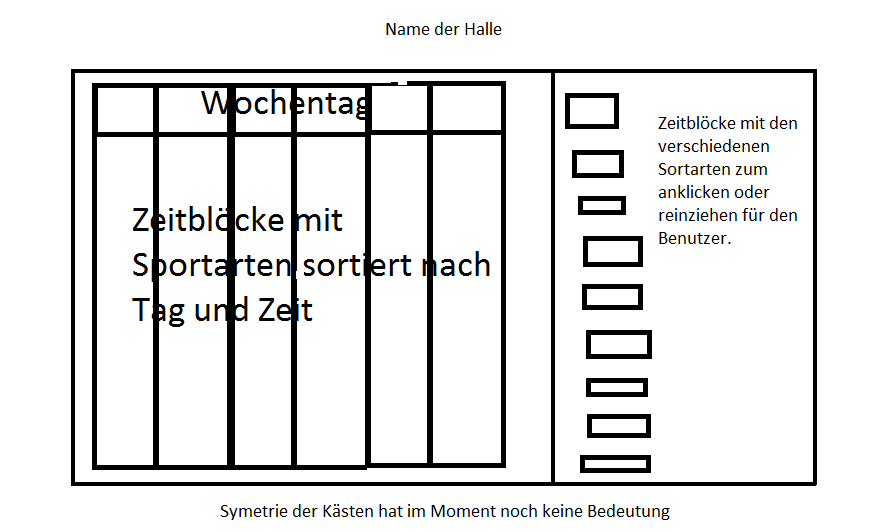 Name der Halle
Wochentag
Zeitblöcke mit
Sportarten sortiert nach
Tag und Zeit
Zeitblöcke mit den
verschiedenen
Sortarten zum
anklicken oder
reinziehen für den
Benutzer.
Symetrie der Kästen hat im Moment noch keine Bedeutung